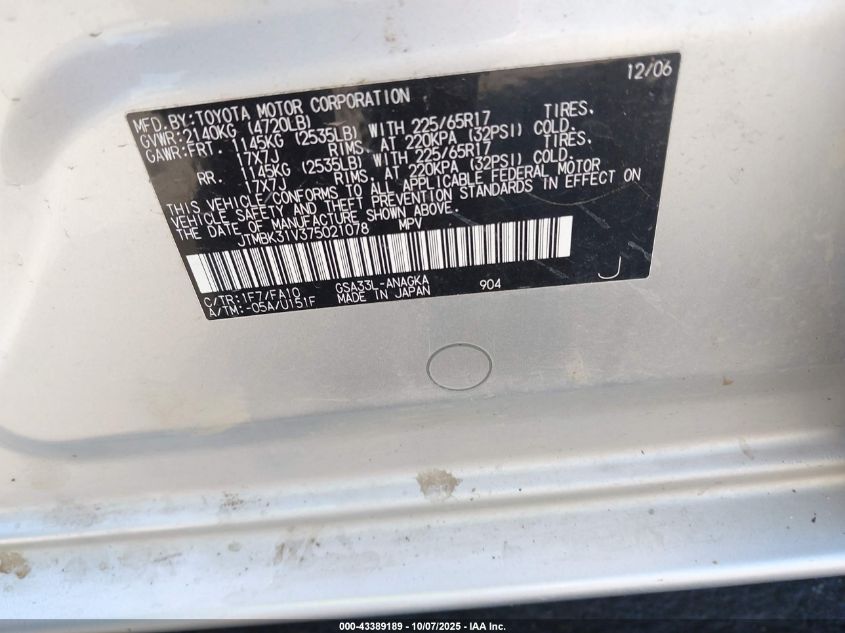 12/06
MFD. BY: TOYOTA MOTOR CORPORATION
GVWR: 2140KG (4720LB)
GAWR: FRT. 1145KG (2535LB) WITH 225/65R17 TIRES.
17X7J RIMS. AT 220KPA (32PSI) COLD.
RR. 1145KG (2535LB) WITH 225/65R17 TIRES.
17X7J RIMS. AT 220KPA (32PSI) COLD.
THIS VEHICLE CONFORMS TO ALL APPLICABLE FEDERAL MOTOR
VEHICLE SAFETY AND THEFT PREVENTION STANDARDS IN EFFECT ON
THE DATE OF MANUFACTURE SHOWN ABOVE.
JTMBK31V375021078 MPV
J
C/TR: 1F7/FA10 GSA33L-ANAGKA 904
A/TM: -05A/U151F MADE IN JAPAN
000-43389189 - 10/07/2025 - IAA Inc.